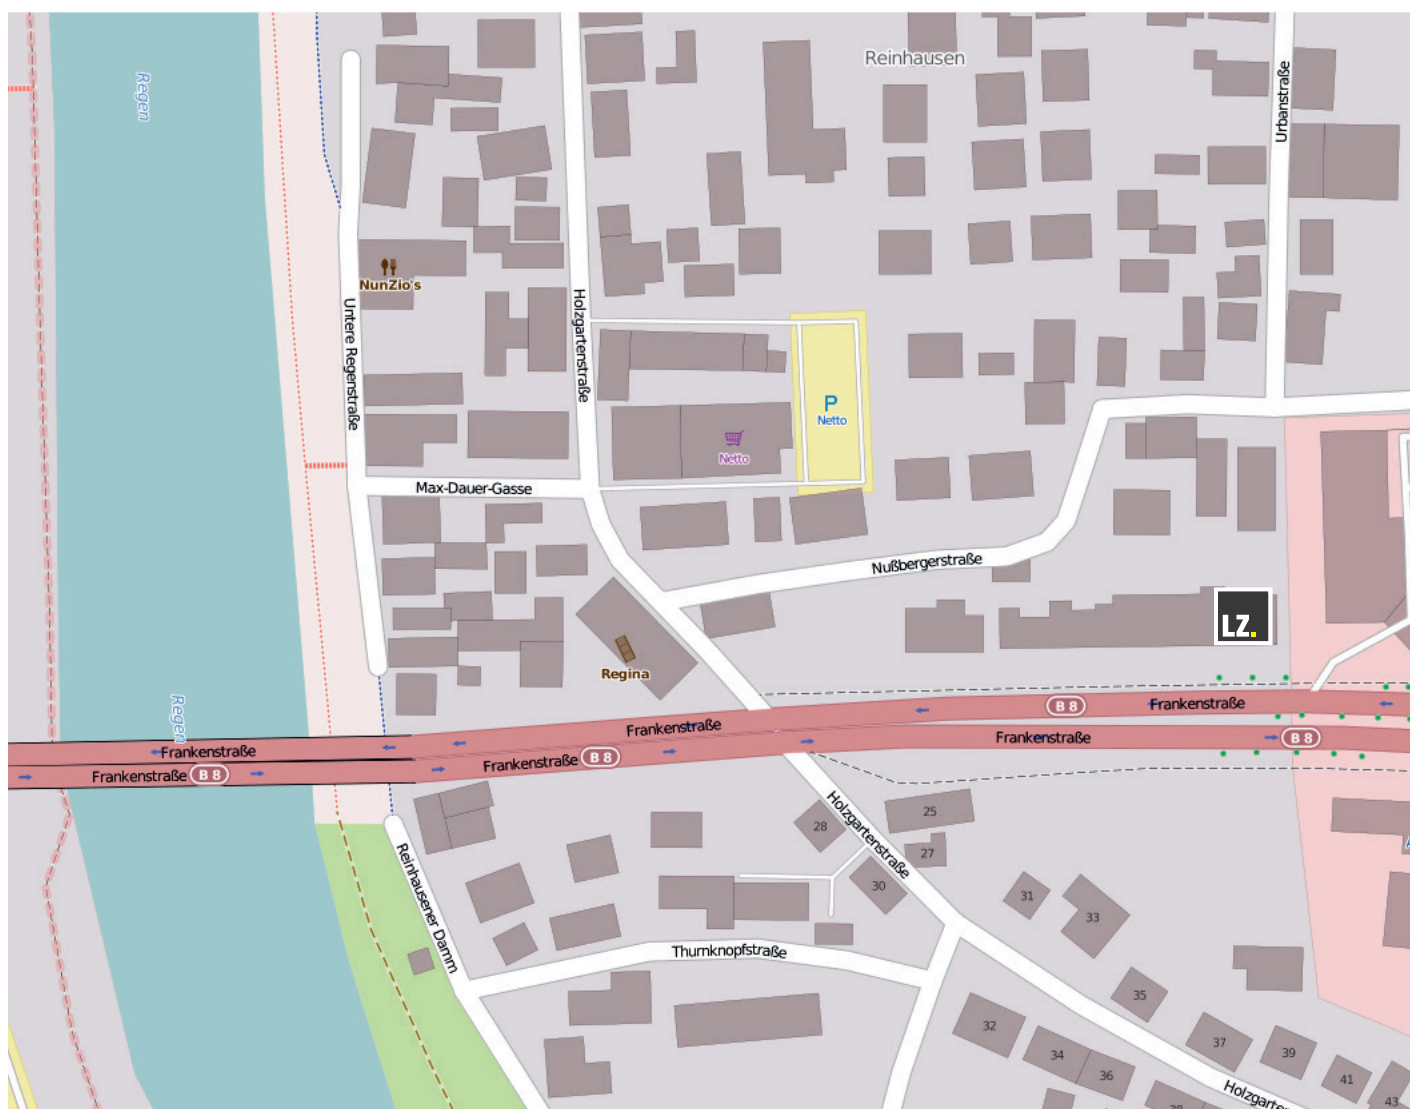 Reinhausen
Regen
Urbanstraße
NunZio's
Untere Regenstraße
Holzgartenstraße
P
Netto
Netto
Max-Dauer-Gasse
Nußbergerstraße
LZ.
Regina
Regen
Frankenstraße
B 8
Frankenstraße
Frankenstraße
B 8
Frankenstraße
Frankenstraße
B 8
Frankenstraße
Frankenstraße
B 8
Holzgartenstraße
25
28
27
30
31
33
Reinhausener Damm
Thurnknopfstraße
35
32
37
39
34
36
41
43
38
Holzgarten